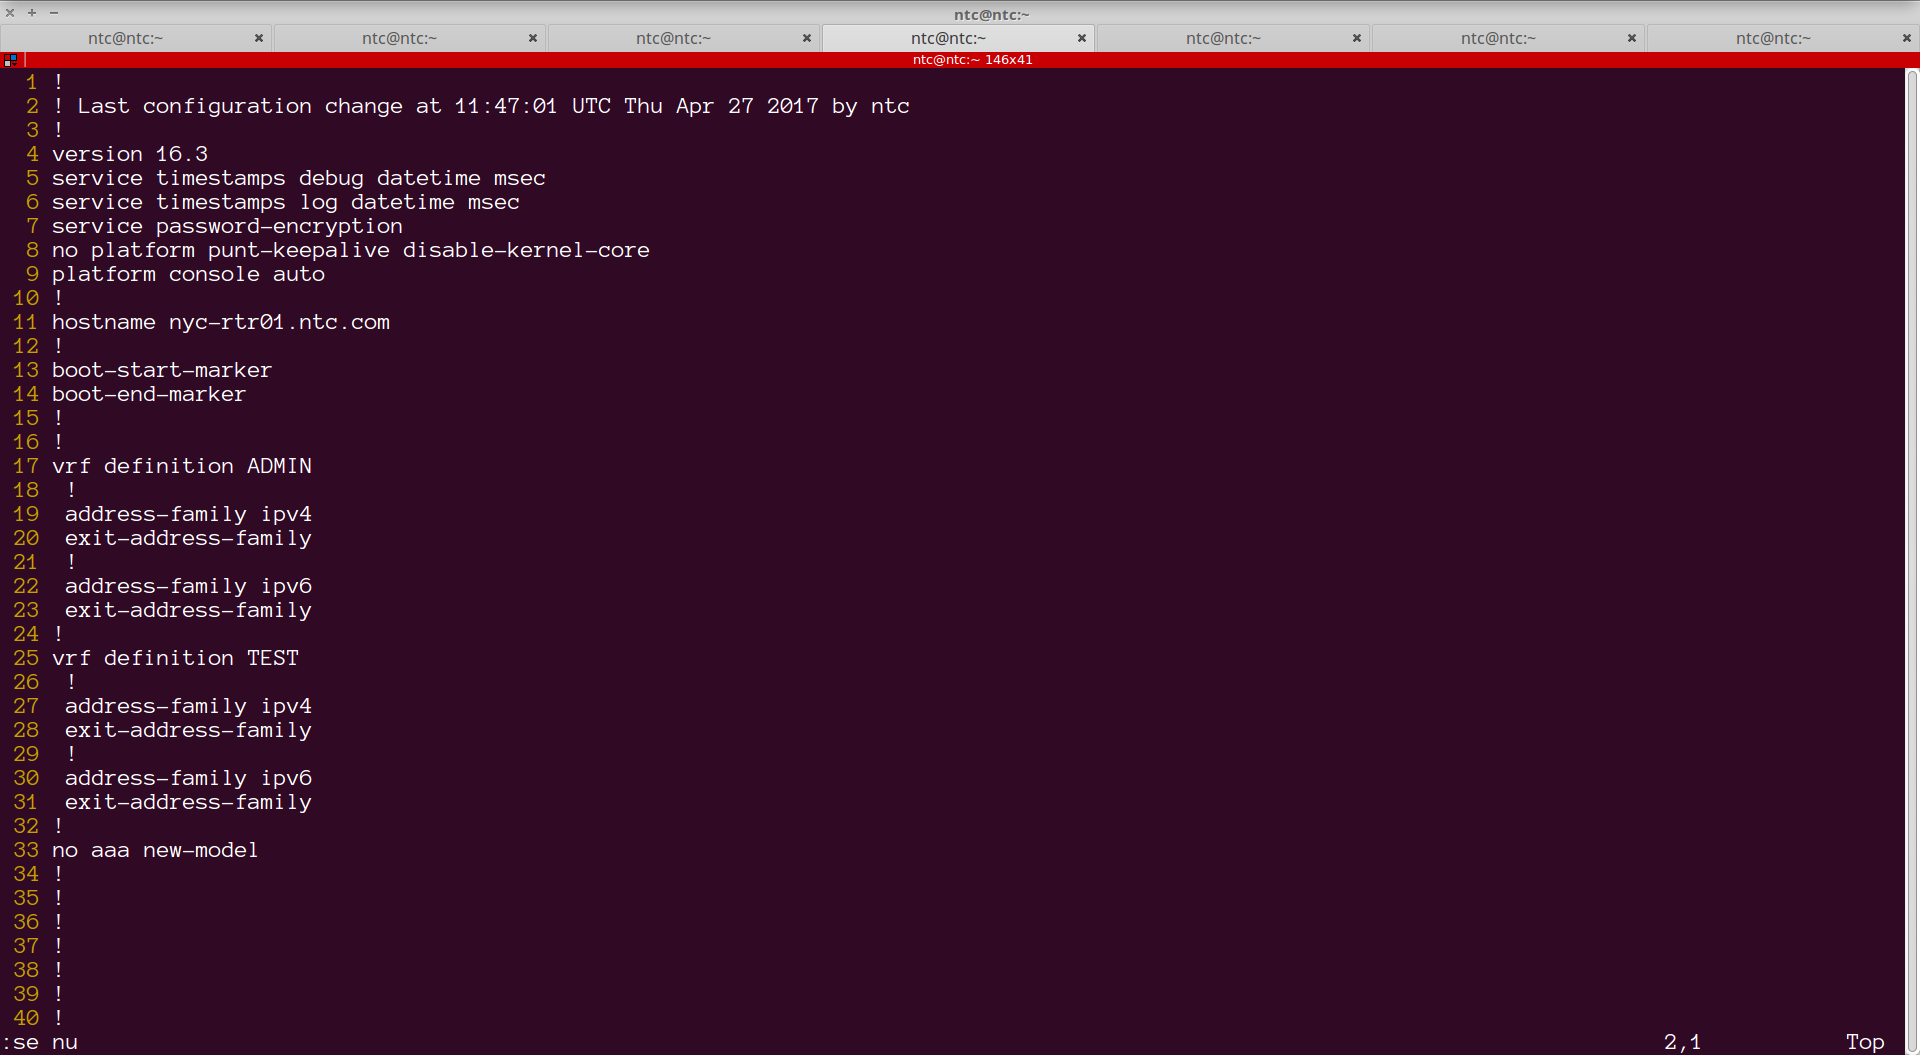 ntc@ntc:~
ntc@ntc:~ ntc@ntc:~ ntc@ntc:~ ntc@ntc:~ ntc@ntc:~ ntc@ntc:~ ntc@ntc:~
ntc@ntc:~ 146x41
1 !
2 ! Last configuration change at 11:47:01 UTC Thu Apr 27 2017 by ntc
3 !
4 version 16.3
5 service timestamps debug datetime msec
6 service timestamps log datetime msec
7 service password-encryption
8 no platform punt-keepalive disable-kernel-core
9 platform console auto
10 !
11 hostname nyc-rtr01.ntc.com
12 !
13 boot-start-marker
14 boot-end-marker
15 !
16 !
17 vrf definition ADMIN
18  !
19  address-family ipv4
20  exit-address-family
21  !
22  address-family ipv6
23  exit-address-family
24 !
25 vrf definition TEST
26  !
27  address-family ipv4
28  exit-address-family
29  !
30  address-family ipv6
31  exit-address-family
32 !
33 no aaa new-model
34 !
35 !
36 !
37 !
38 !
39 !
40 !
:se nu 2,1 Top